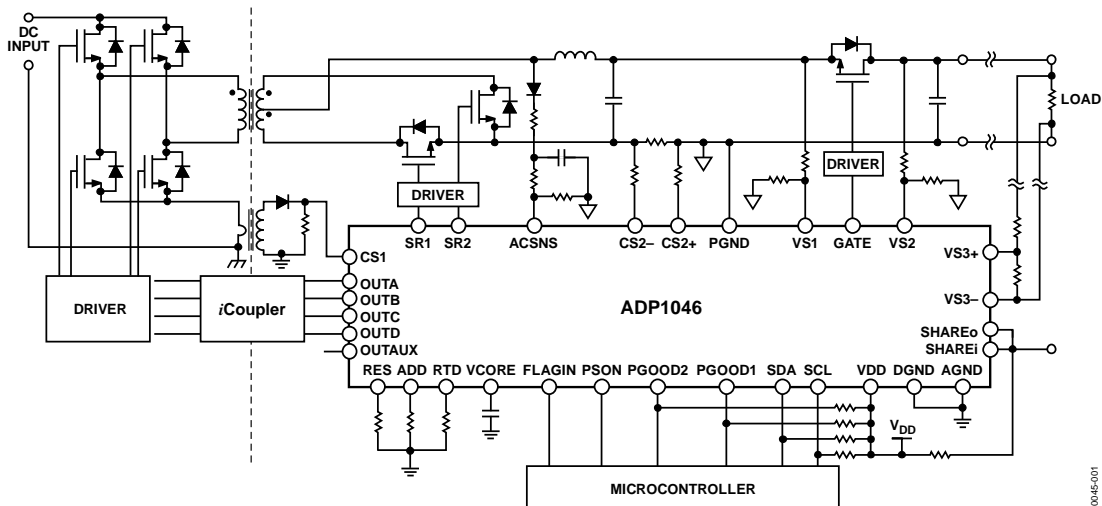 DC
INPUT
LOAD
DRIVER
DRIVER
SR1 SR2 ACSNS CS2– CS2+ PGND VS1 GATE VS2
CS1
VS3+
OUTA
OUTB
OUTC
OUTD
OUTAUX
DRIVER
iCoupler
ADP1046
VS3–
SHAREo
SHAREi
RES ADD RTD VCORE FLAGIN PSON PGOOD2 PGOOD1 SDA SCL VDD DGND AGND
VDD
MICROCONTROLLER
0045-001